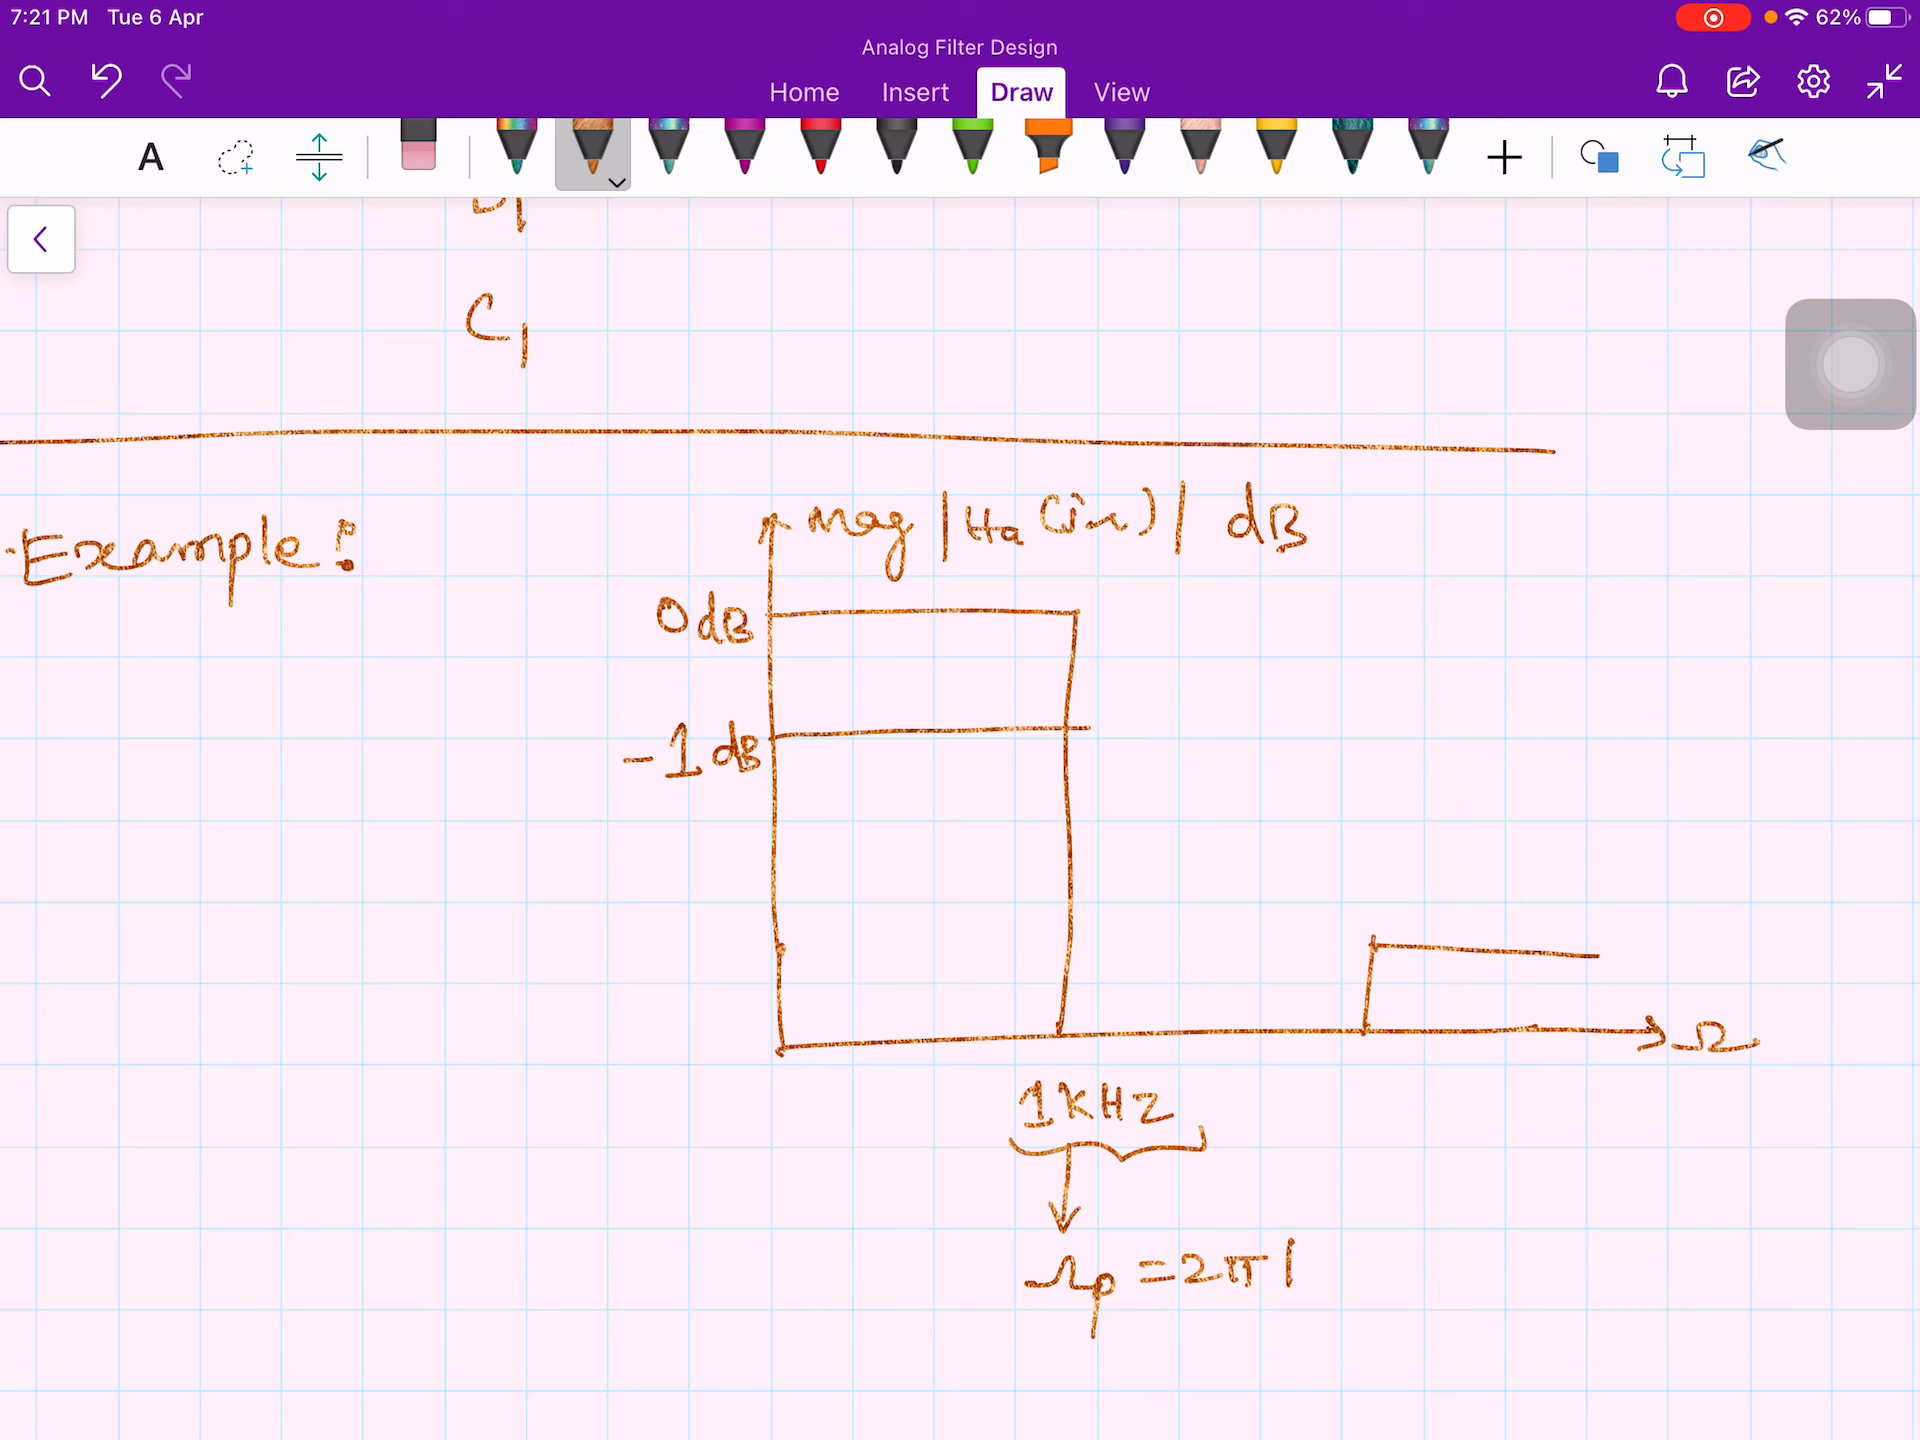 7:21 PM Tue 6 Apr
62%
Analog Filter Design
Home Insert Draw View
A
C1
Example:
Mag |Ha(jΩ)| dB
0dB
-1dB
Ω
1kHz
Ωp = 2π1